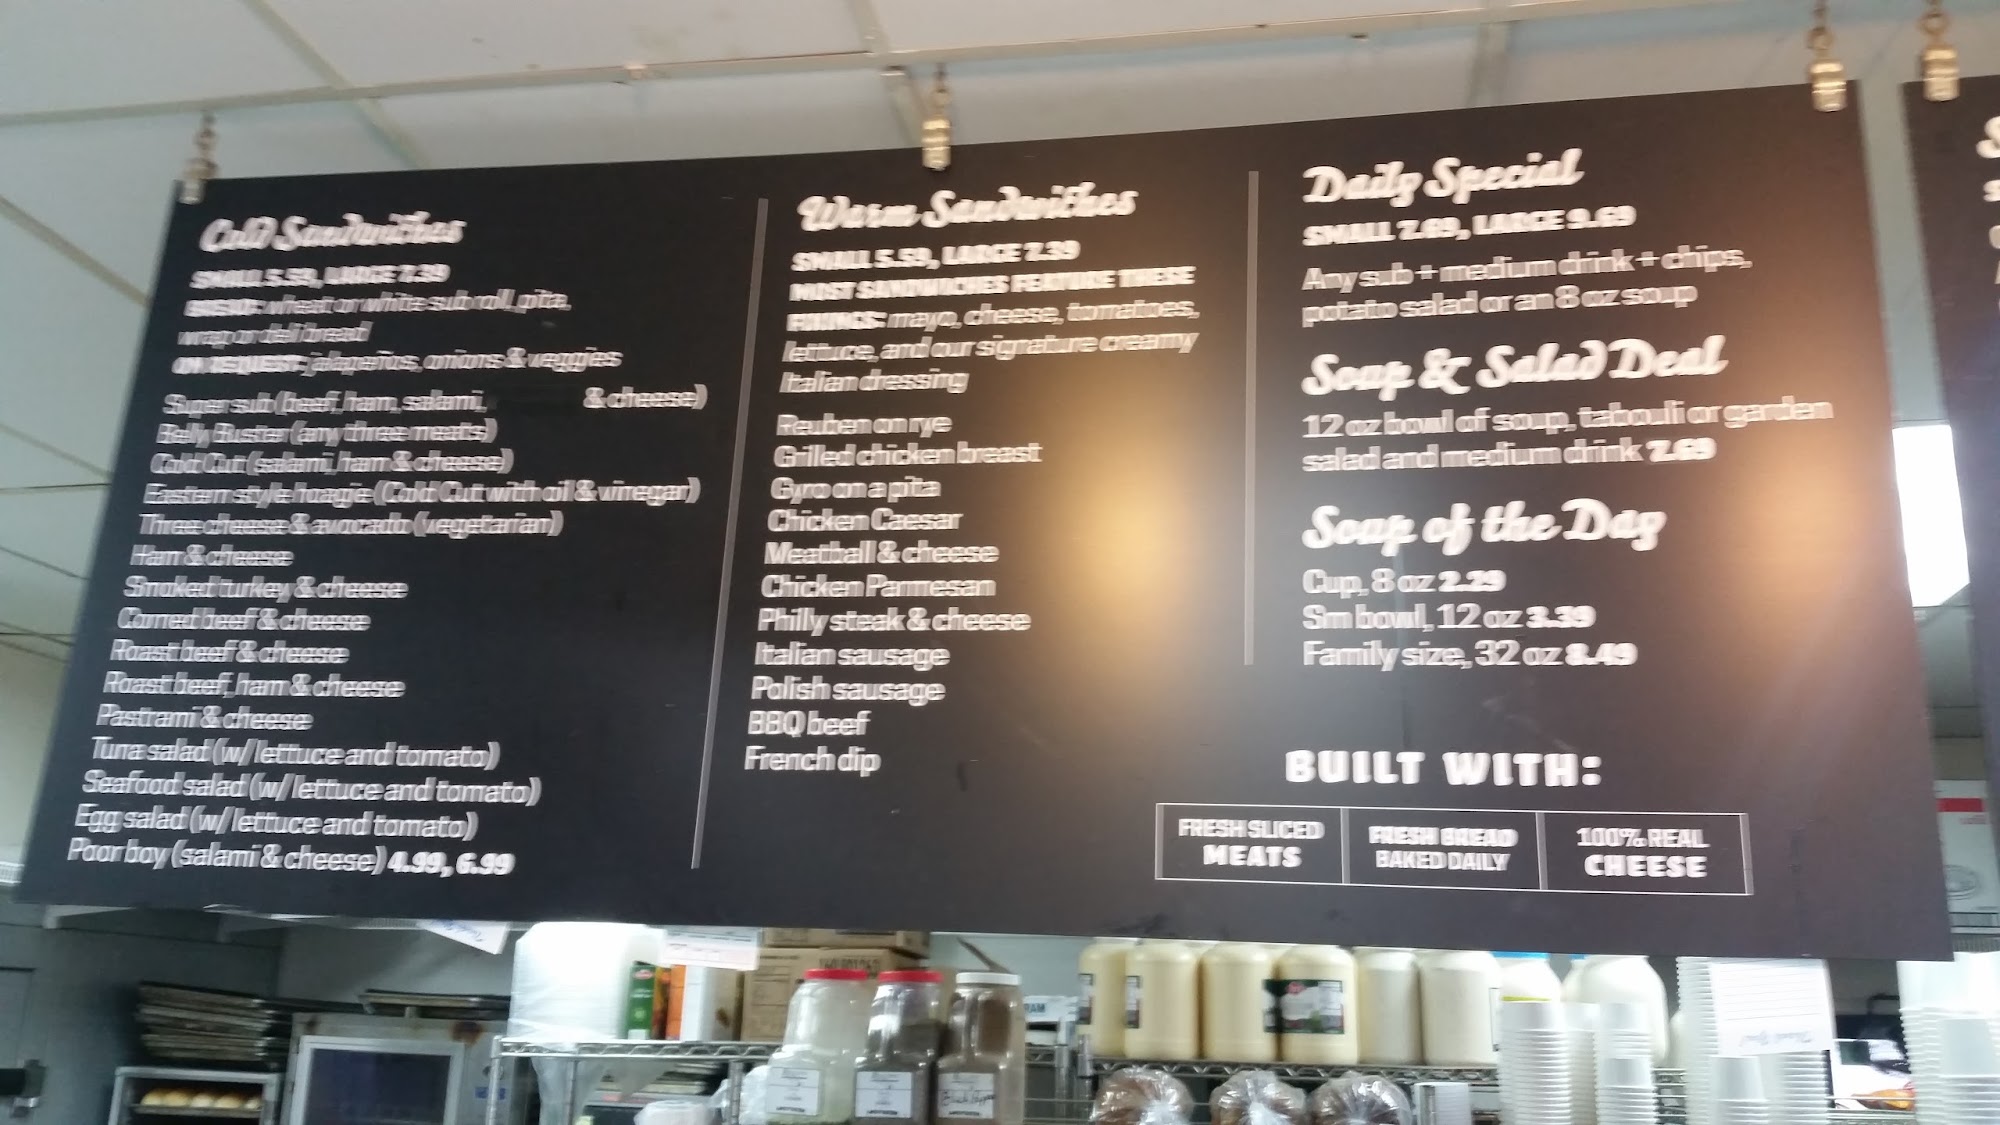 Cold Sandwiches
SMALL 5.59, LARGE 7.39
BREAD: wheat or white sub roll, pita,
wrap or deli bread
ON REQUEST: jalapeños, onions & veggies
Super sub (beef, ham, salami, & cheese)
Belly Buster (any three meats)
Cold Cut (salami, ham & cheese)
Eastern style hoagie (Cold Cut with oil & vinegar)
Three cheese & avocado (vegetarian)
Ham & cheese
Smoked turkey & cheese
Corned beef & cheese
Roast beef & cheese
Roast beef, ham & cheese
Pastrami & cheese
Tuna salad (w/ lettuce and tomato)
Seafood salad (w/ lettuce and tomato)
Egg salad (w/ lettuce and tomato)
Poor boy (salami & cheese) 4.99, 6.99
Warm Sandwiches
SMALL 5.59, LARGE 7.39
MOST SANDWICHES FEATURE THESE
FIXINGS: mayo, cheese, tomatoes,
lettuce, and our signature creamy
Italian dressing
Reuben on rye
Grilled chicken breast
Gyro on a pita
Chicken Caesar
Meatball & cheese
Chicken Parmesan
Philly steak & cheese
Italian sausage
Polish sausage
BBQ beef
French dip
Daily Special
SMALL 7.69, LARGE 9.69
Any sub + medium drink + chips,
potato salad or an 8 oz soup
Soup & Salad Deal
12 oz bowl of soup, tabouli or garden
salad and medium drink 7.69
Soup of the Day
Cup, 8 oz 2.29
Sm bowl, 12 oz 3.39
Family size, 32 oz 8.49
BUILT WITH:
FRESH SLICED
MEATS
FRESH BREAD
BAKED DAILY
100% REAL
CHEESE